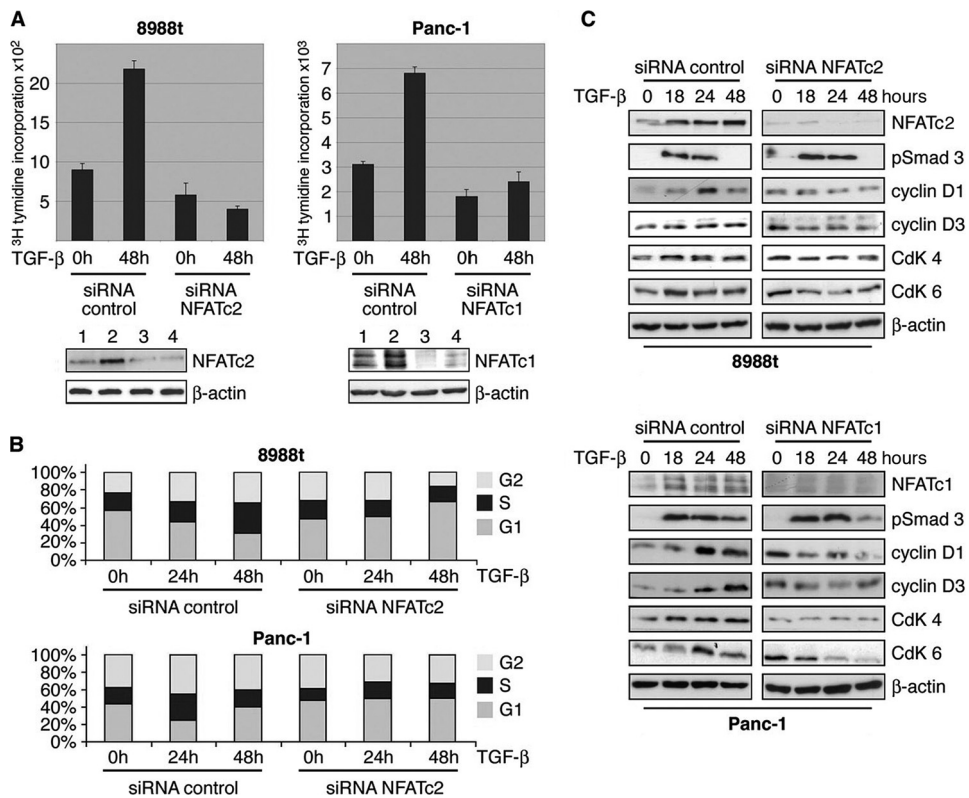 A
8988t
³H tymidine incorporation x10²
20
15
10
5
TGF-β 0h 48h 0h 48h
siRNA control siRNA NFATc2
1 2 3 4
NFATc2
β-actin
Panc-1
³H tymidine incorporation x10³
7
6
5
4
3
2
1
TGF-β 0h 48h 0h 48h
siRNA control siRNA NFATc1
1 2 3 4
NFATc1
β-actin
B
8988t
100%
80%
60%
40%
20%
0%
G2
S
G1
0h 24h 48h 0h 24h 48h TGF-β
siRNA control siRNA NFATc2
Panc-1
100%
80%
60%
40%
20%
0%
G2
S
G1
0h 24h 48h 0h 24h 48h TGF-β
siRNA control siRNA NFATc2
C
siRNA control siRNA NFATc2
TGF-β 0 18 24 48 0 18 24 48 hours
NFATc2
pSmad 3
cyclin D1
cyclin D3
CdK 4
CdK 6
β-actin
8988t
siRNA control siRNA NFATc1
TGF-β 0 18 24 48 0 18 24 48 hours
NFATc1
pSmad 3
cyclin D1
cyclin D3
CdK 4
CdK 6
β-actin
Panc-1